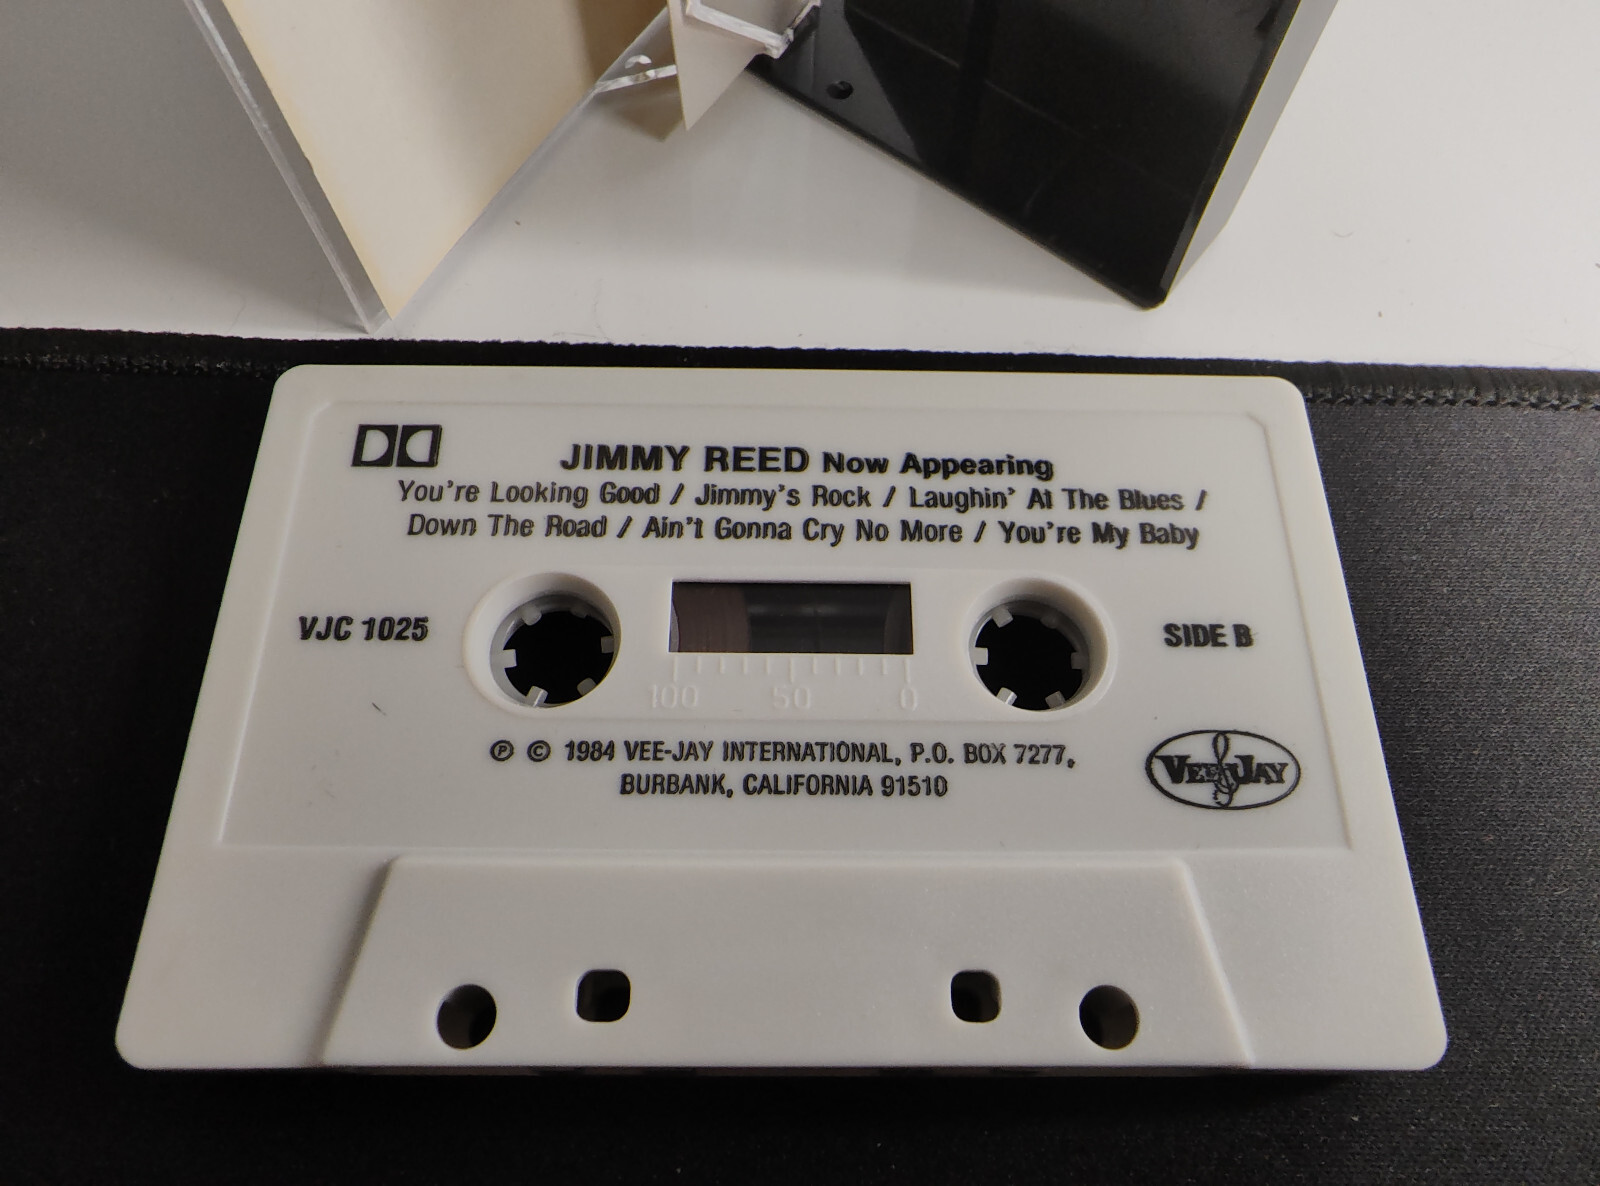 JIMMY REED Now Appearing
You're Looking Good / Jimmy's Rock / Laughin' At The Blues /
Down The Road / Ain't Gonna Cry No More / You're My Baby
VJC 1025
SIDE B
100 50 0
℗ © 1984 VEE-JAY INTERNATIONAL, P.O. BOX 7277,
BURBANK, CALIFORNIA 91510
VEE JAY